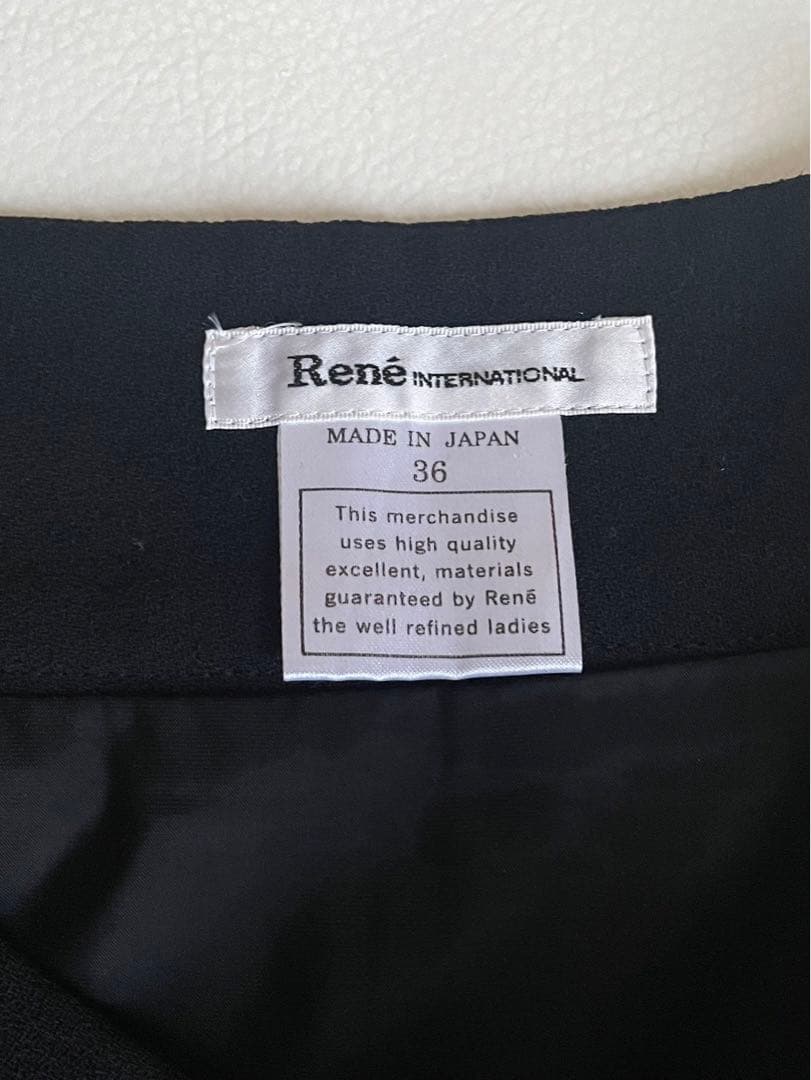 René INTERNATIONAL
MADE IN JAPAN
36
This merchandise
uses high quality
excellent, materials
guaranteed by René
the well refined ladies